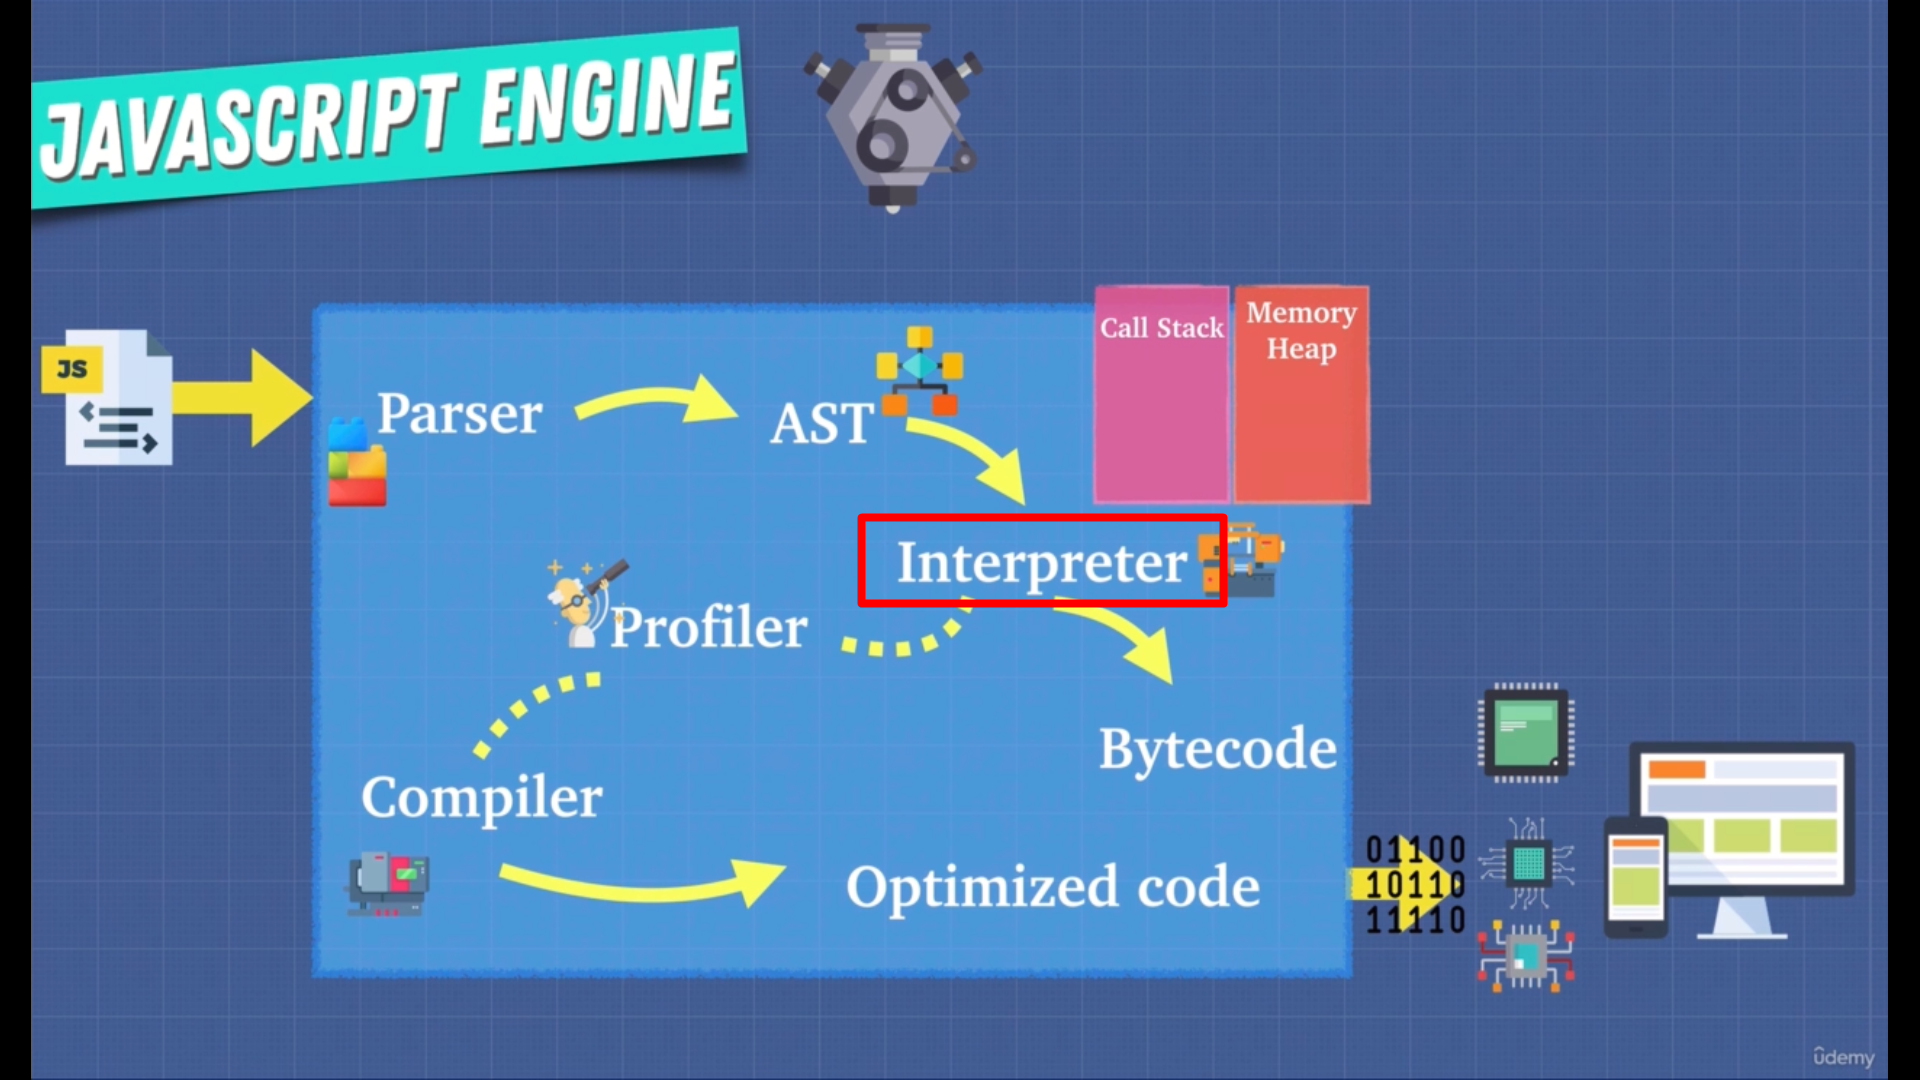 JAVASCRIPT ENGINE
Call Stack
Memory
Heap
JS
Parser
AST
Interpreter
Profiler
Bytecode
Compiler
Optimized code
01100
10110
11110
ûdemy